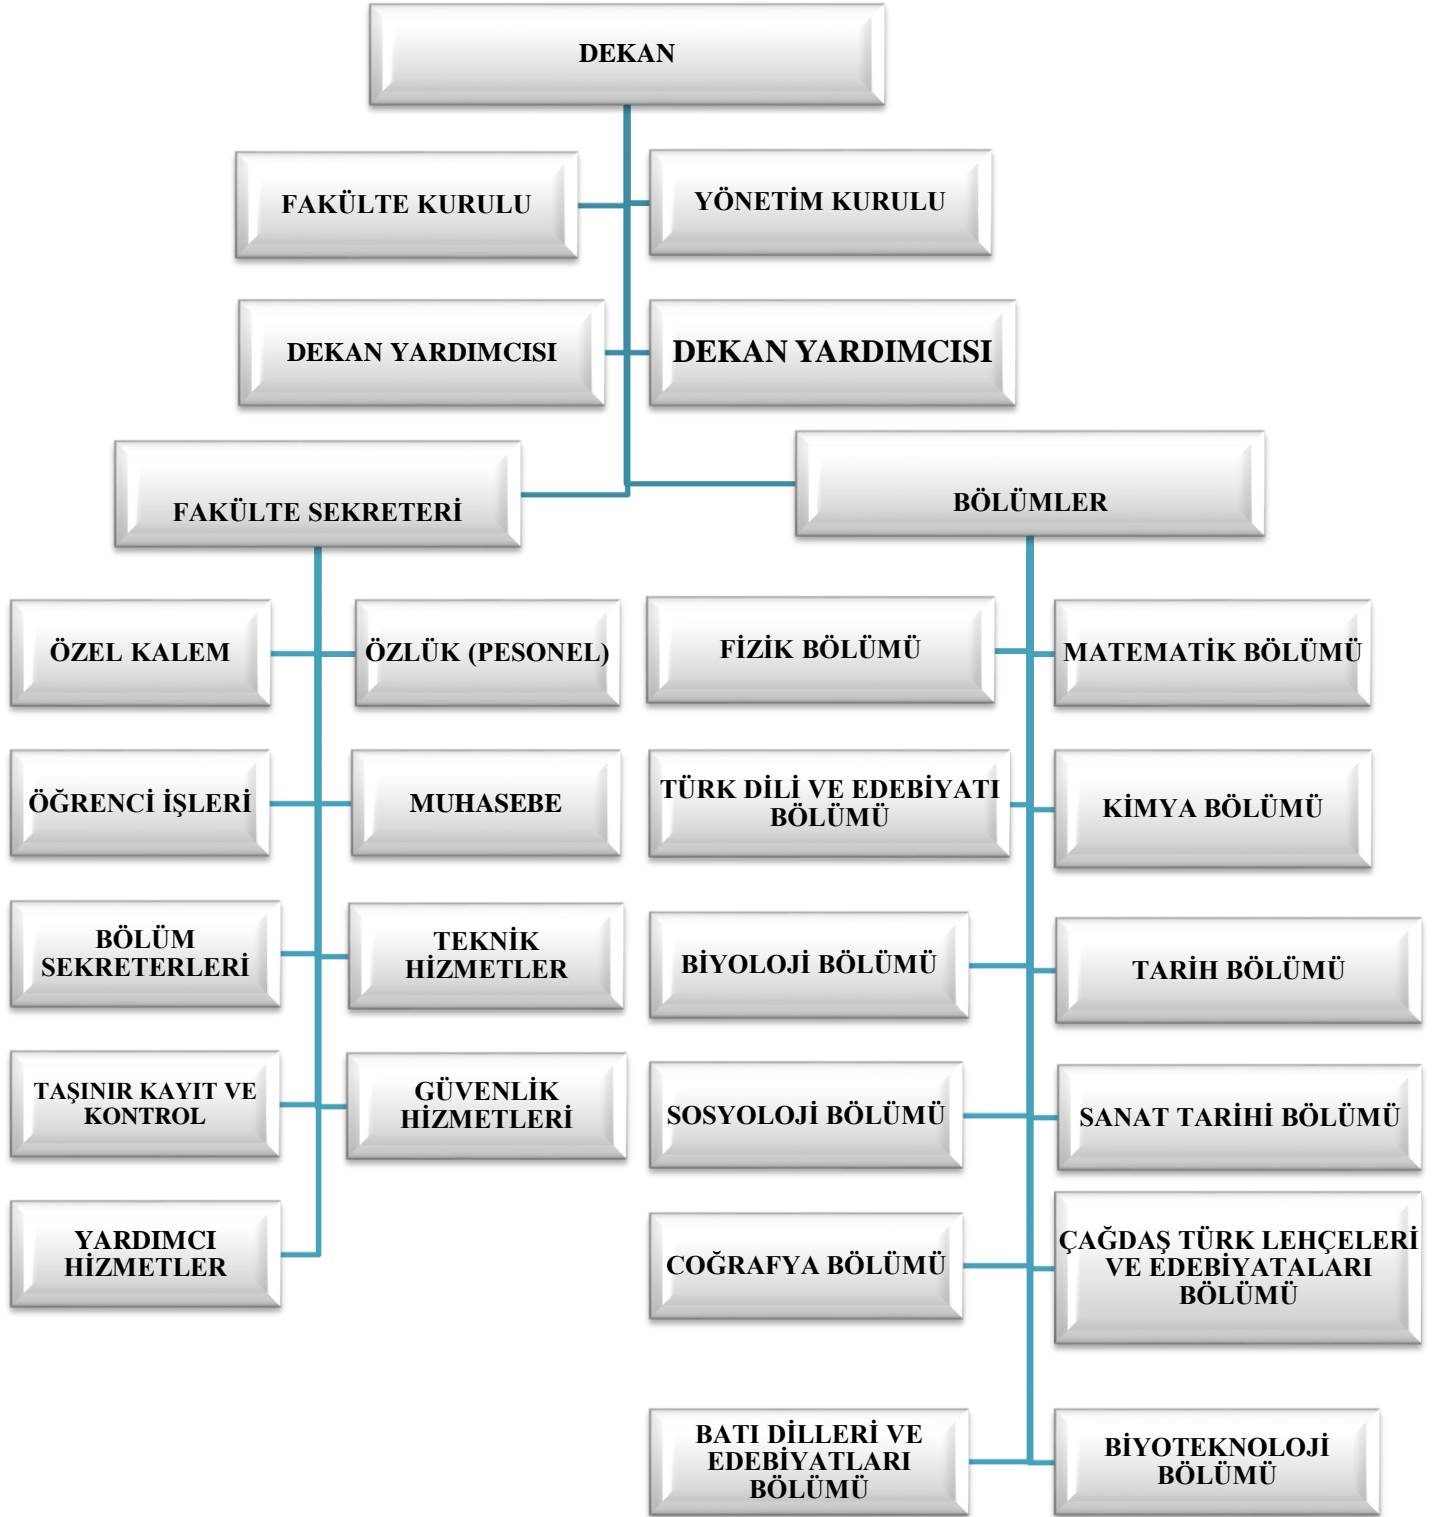 DEKAN
FAKÜLTE KURULU
YÖNETİM KURULU
DEKAN YARDIMCISI
DEKAN YARDIMCISI
FAKÜLTE SEKRETERİ
BÖLÜMLER
ÖZEL KALEM
ÖZLÜK (PESONEL)
FİZİK BÖLÜMÜ
MATEMATİK BÖLÜMÜ
ÖĞRENCİ İŞLERİ
MUHASEBE
TÜRK DİLİ VE EDEBİYATI
BÖLÜMÜ
KİMYA BÖLÜMÜ
BÖLÜM
SEKRETERLERİ
TEKNİK
HİZMETLER
BİYOLOJİ BÖLÜMÜ
TARİH BÖLÜMÜ
TAŞINIR KAYIT VE
KONTROL
GÜVENLİK
HİZMETLERİ
SOSYOLOJİ BÖLÜMÜ
SANAT TARİHİ BÖLÜMÜ
YARDIMCI
HİZMETLER
COĞRAFYA BÖLÜMÜ
ÇAĞDAŞ TÜRK LEHÇELERİ
VE EDEBİYATALARI
BÖLÜMÜ
BATI DİLLERİ VE
EDEBİYATLARI
BÖLÜMÜ
BİYOTEKNOLOJİ
BÖLÜMÜ